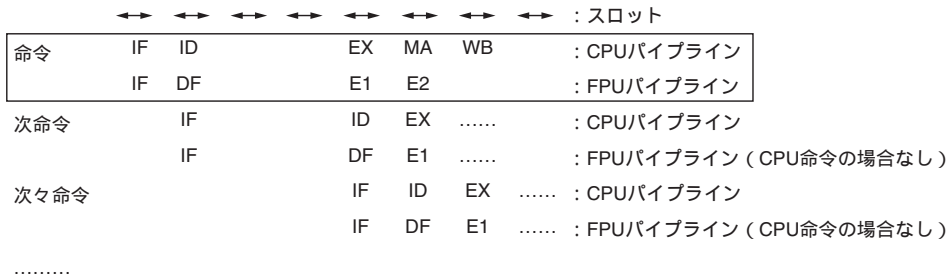 ：スロット
命令 IF ID EX MA WB ：CPUパイプライン
IF DF E1 E2 ：FPUパイプライン
次命令 IF ID EX …… ：CPUパイプライン
IF DF E1 …… ：FPUパイプライン（CPU命令の場合なし）
次々命令 IF ID EX …… ：CPUパイプライン
IF DF E1 …… ：FPUパイプライン（CPU命令の場合なし）
………